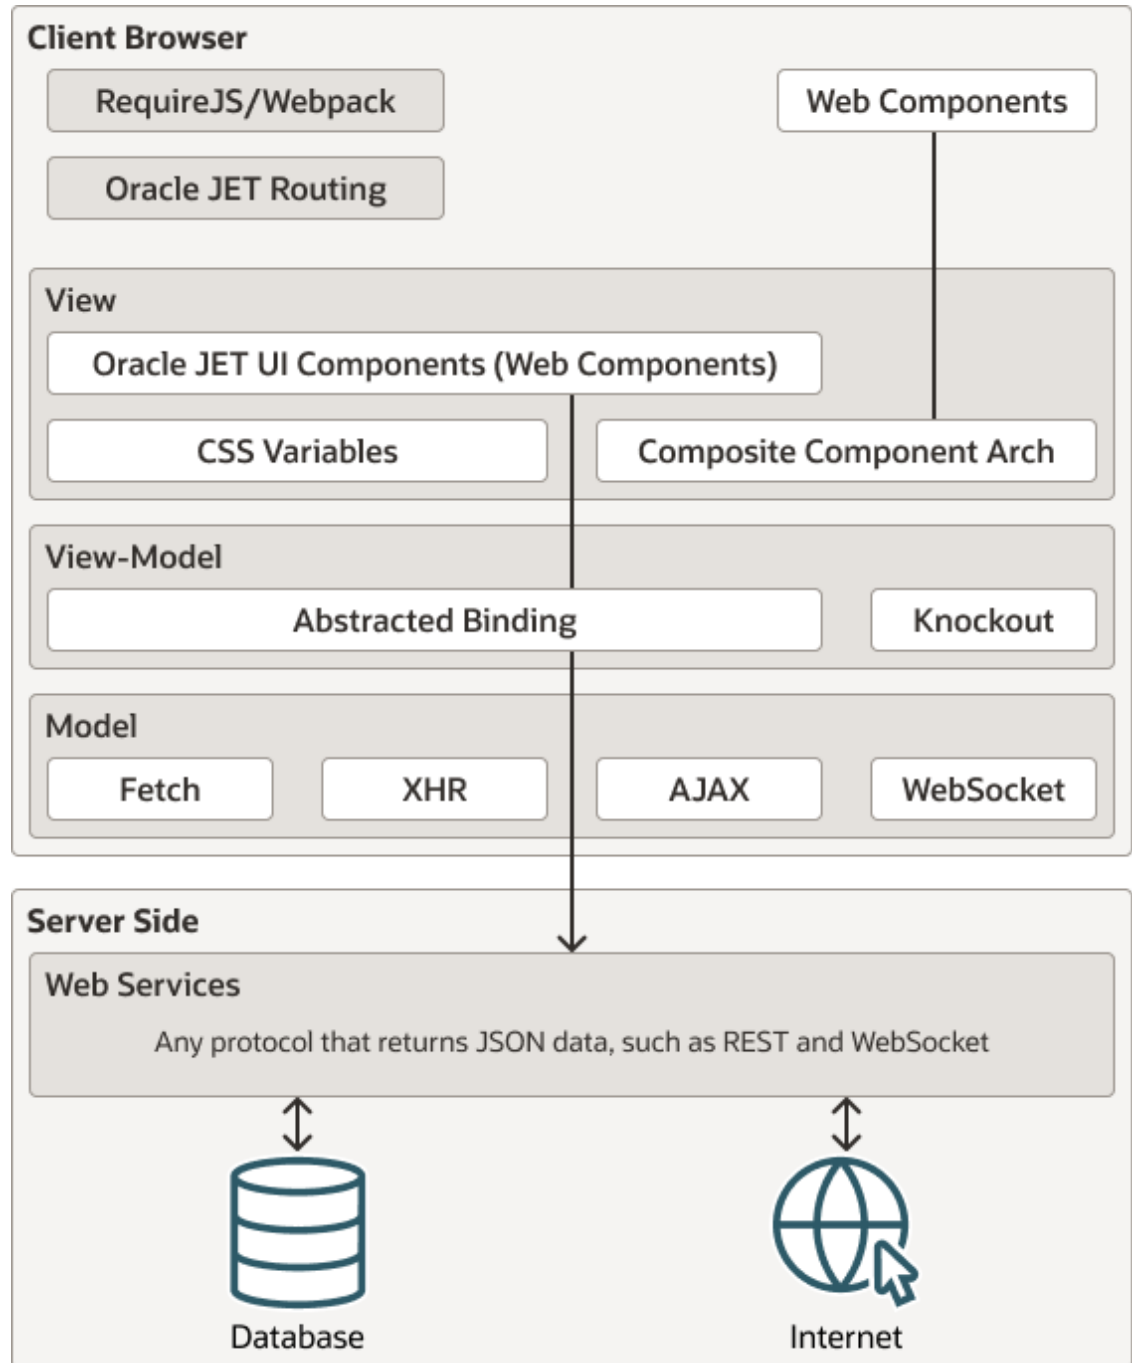 Client Browser
RequireJS/Webpack
Web Components
Oracle JET Routing
View
Oracle JET UI Components (Web Components)
CSS Variables
Composite Component Arch
View-Model
Abstracted Binding
Knockout
Model
Fetch
XHR
AJAX
WebSocket
Server Side
Web Services
Any protocol that returns JSON data, such as REST and WebSocket
Database
Internet